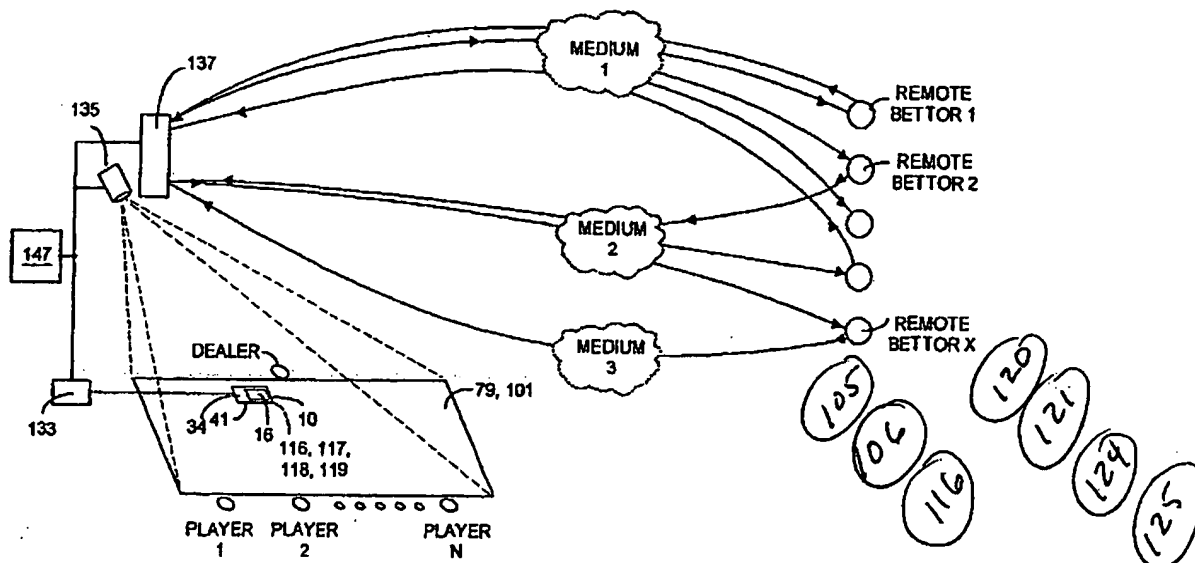 137
135
147
133
MEDIUM
1
MEDIUM
2
MEDIUM
3
REMOTE
BETTOR 1
REMOTE
BETTOR 2
REMOTE
BETTOR X
DEALER
34
41
16
10
116, 117,
118, 119
79, 101
PLAYER
1
PLAYER
2
PLAYER
N
105
106
116
120
121
124
125